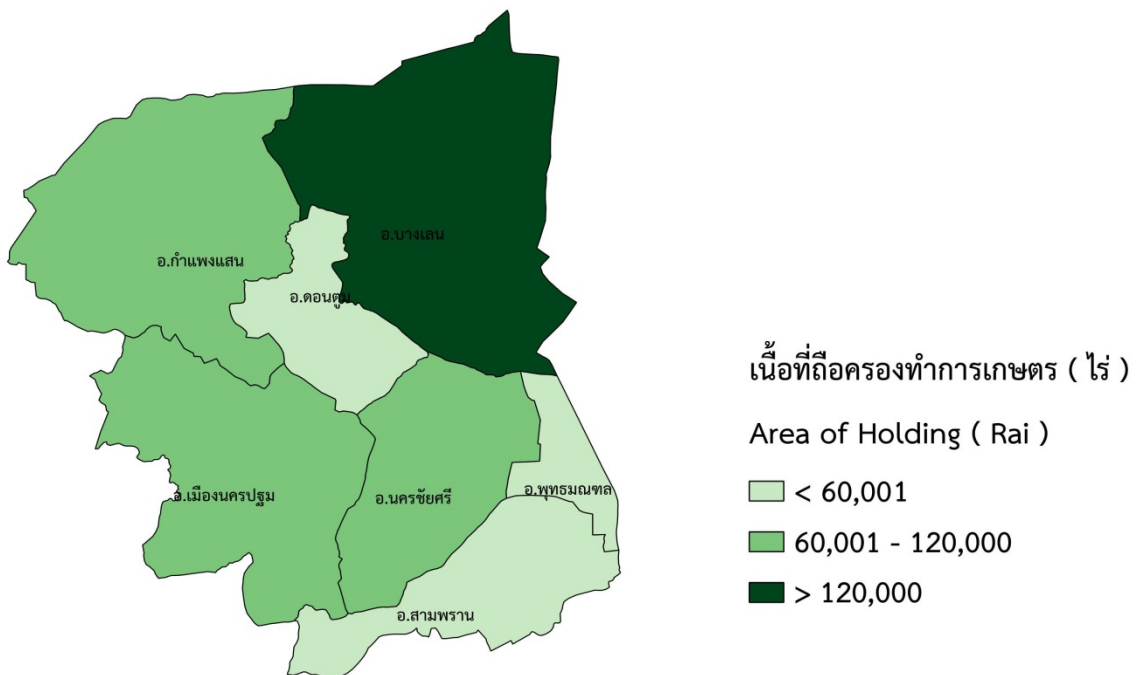 อ.บางเลน
อ.กำแพงแสน
อ.ดอนตูม
อ.เมืองนครปฐม
อ.นครชัยศรี
อ.พุทธมณฑล
อ.สามพราน
เนื้อที่ถือครองทำการเกษตร ( ไร่ )
Area of Holding ( Rai )
< 60,001
60,001 - 120,000
> 120,000